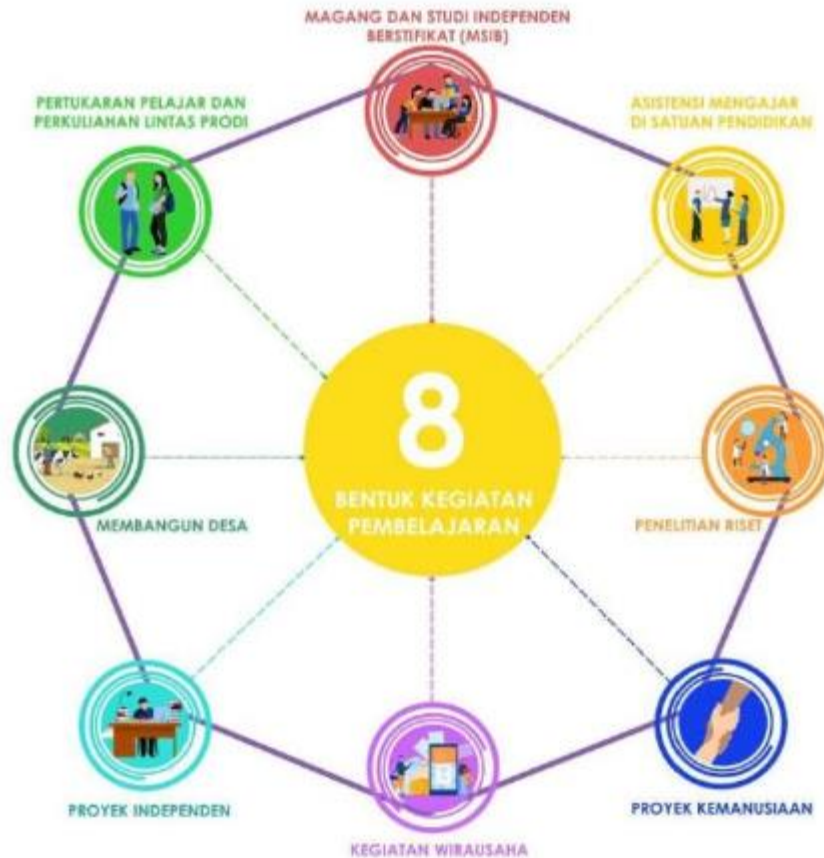 MAGANG DAN STUDI INDEPENDEN
BERSTIFIKAT (MSIB)
PERTUKARAN PELAJAR DAN
PERKULIAHAN LINTAS PRODI
ASISTENSI MENGAJAR
DI SATUAN PENDIDIKAN
8
BENTUK KEGIATAN
PEMBELAJARAN
MEMBANGUN DESA
PENELITIAN RISET
PROYEK INDEPENDEN
PROYEK KEMANUSIAAN
KEGIATAN WIRAUSAHA